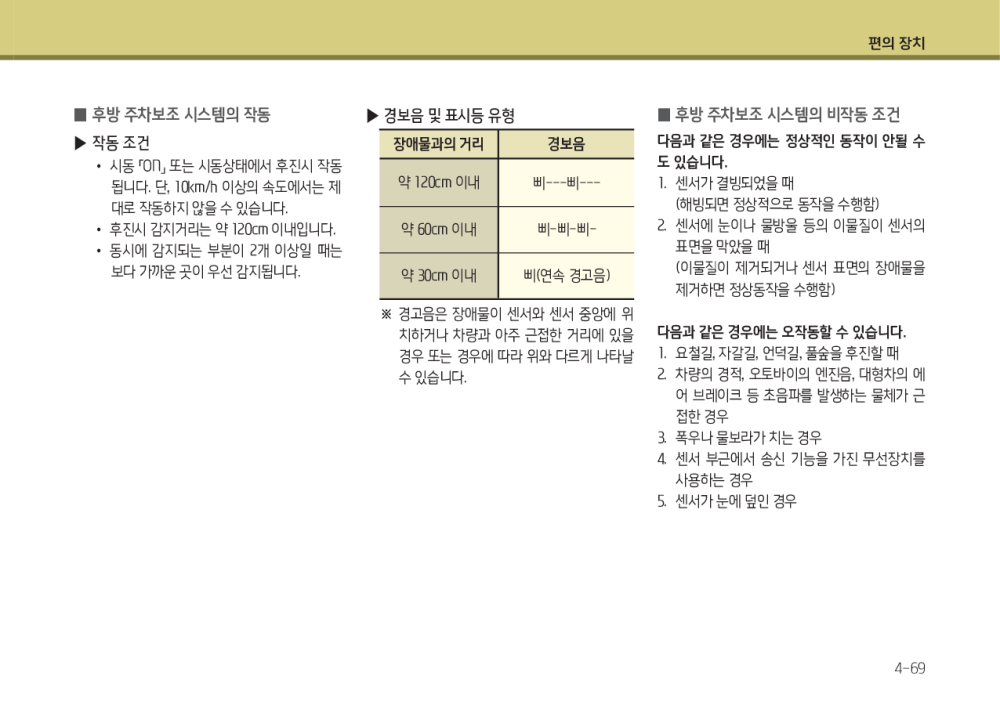 편의 장치
■ 후방 주차보조 시스템의 작동
▶ 작동 조건
• 시동 「ON」 또는 시동상태에서 후진시 작동
됩니다. 단, 10km/h 이상의 속도에서는 제
대로 작동하지 않을 수 있습니다.
• 후진시 감지거리는 약 120cm 이내입니다.
• 동시에 감지되는 부분이 2개 이상일 때는
보다 가까운 곳이 우선 감지됩니다.
▶ 경보음 및 표시등 유형
장애물과의 거리 경보음
약 120cm 이내 삐---삐---
약 60cm 이내 삐-삐-삐-
약 30cm 이내 삐(연속 경고음)
※ 경고음은 장애물이 센서와 센서 중앙에 위
치하거나 차량과 아주 근접한 거리에 있을
경우 또는 경우에 따라 위와 다르게 나타날
수 있습니다.
■ 후방 주차보조 시스템의 비작동 조건
다음과 같은 경우에는 정상적인 동작이 안될 수
도 있습니다.
1. 센서가 결빙되었을 때
(해빙되면 정상적으로 동작을 수행함)
2. 센서에 눈이나 물방울 등의 이물질이 센서의
표면을 막았을 때
(이물질이 제거되거나 센서 표면의 장애물을
제거하면 정상동작을 수행함)
다음과 같은 경우에는 오작동할 수 있습니다.
1. 요철길, 자갈길, 언덕길, 풀숲을 후진할 때
2. 차량의 경적, 오토바이의 엔진음, 대형차의 에
어 브레이크 등 초음파를 발생하는 물체가 근
접한 경우
3. 폭우나 물보라가 치는 경우
4. 센서 부근에서 송신 기능을 가진 무선장치를
사용하는 경우
5. 센서가 눈에 덮인 경우
4-69